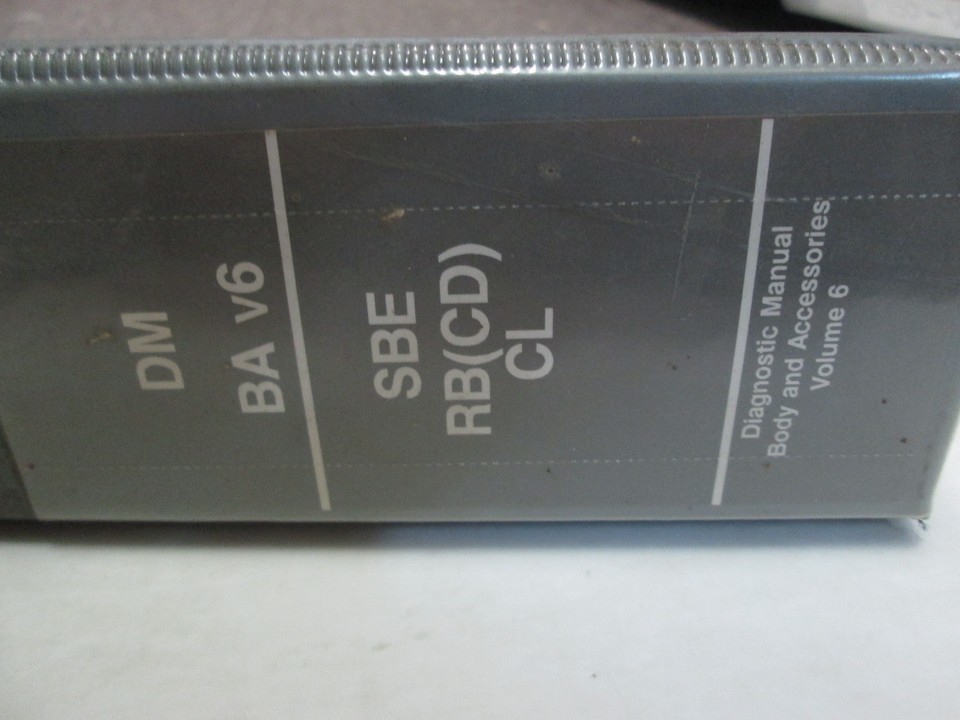 DM
BA v6
SBE
RB(CD)
CL
Diagnostic Manual
Body and Accessories
Volume 6